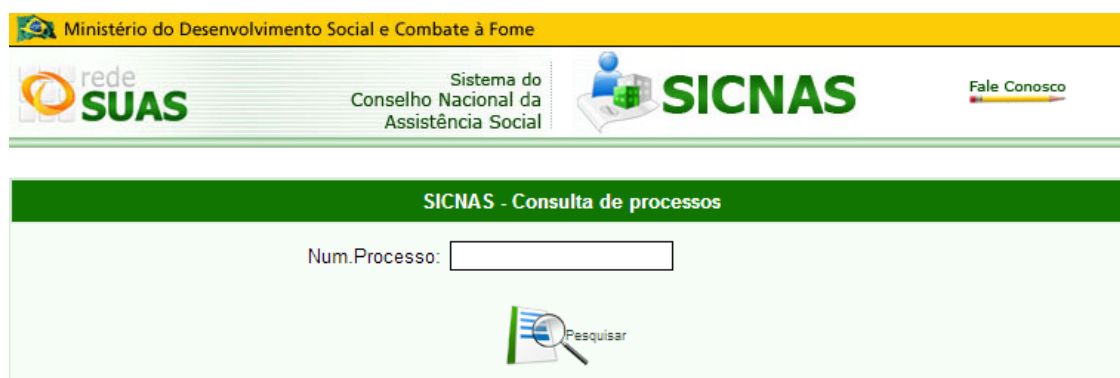 Ministério do Desenvolvimento Social e Combate à Fome
rede
SUAS
Sistema do
Conselho Nacional da
Assistência Social
SICNAS
Fale Conosco
SICNAS - Consulta de processos
Num.Processo:
Pesquisar